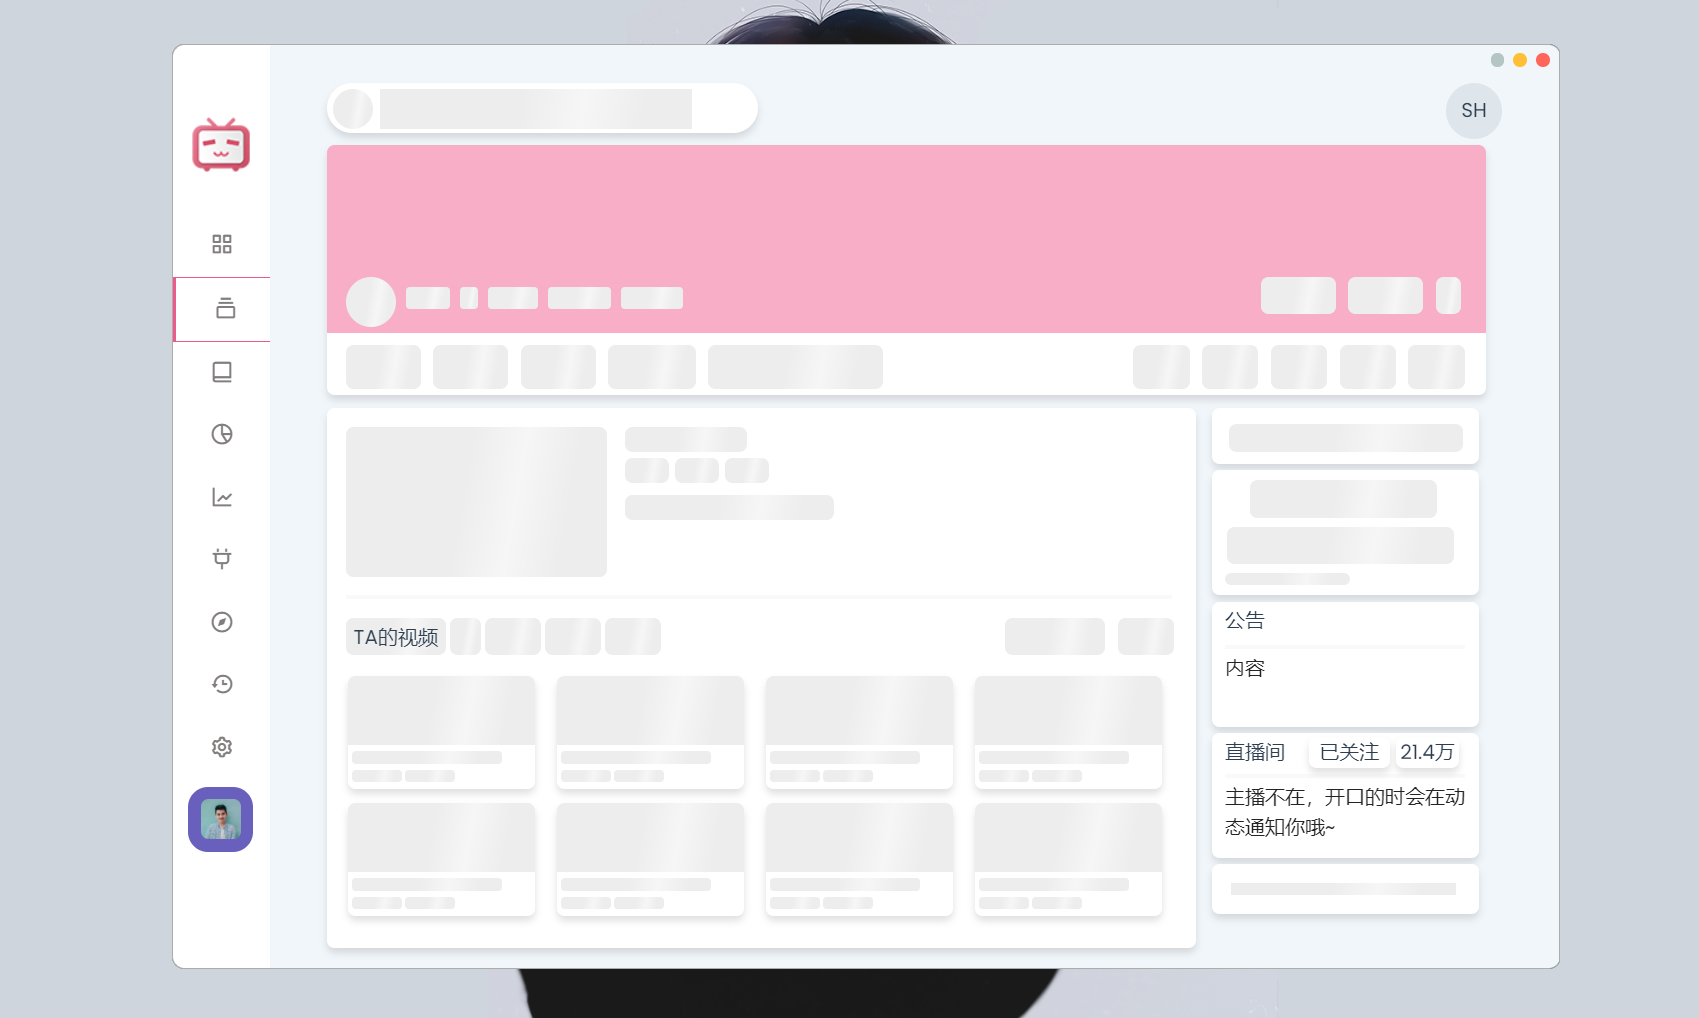 SH
TA的视频
公告
内容
直播间 已关注 21.4万
主播不在，开口的时会在动
态通知你哦~